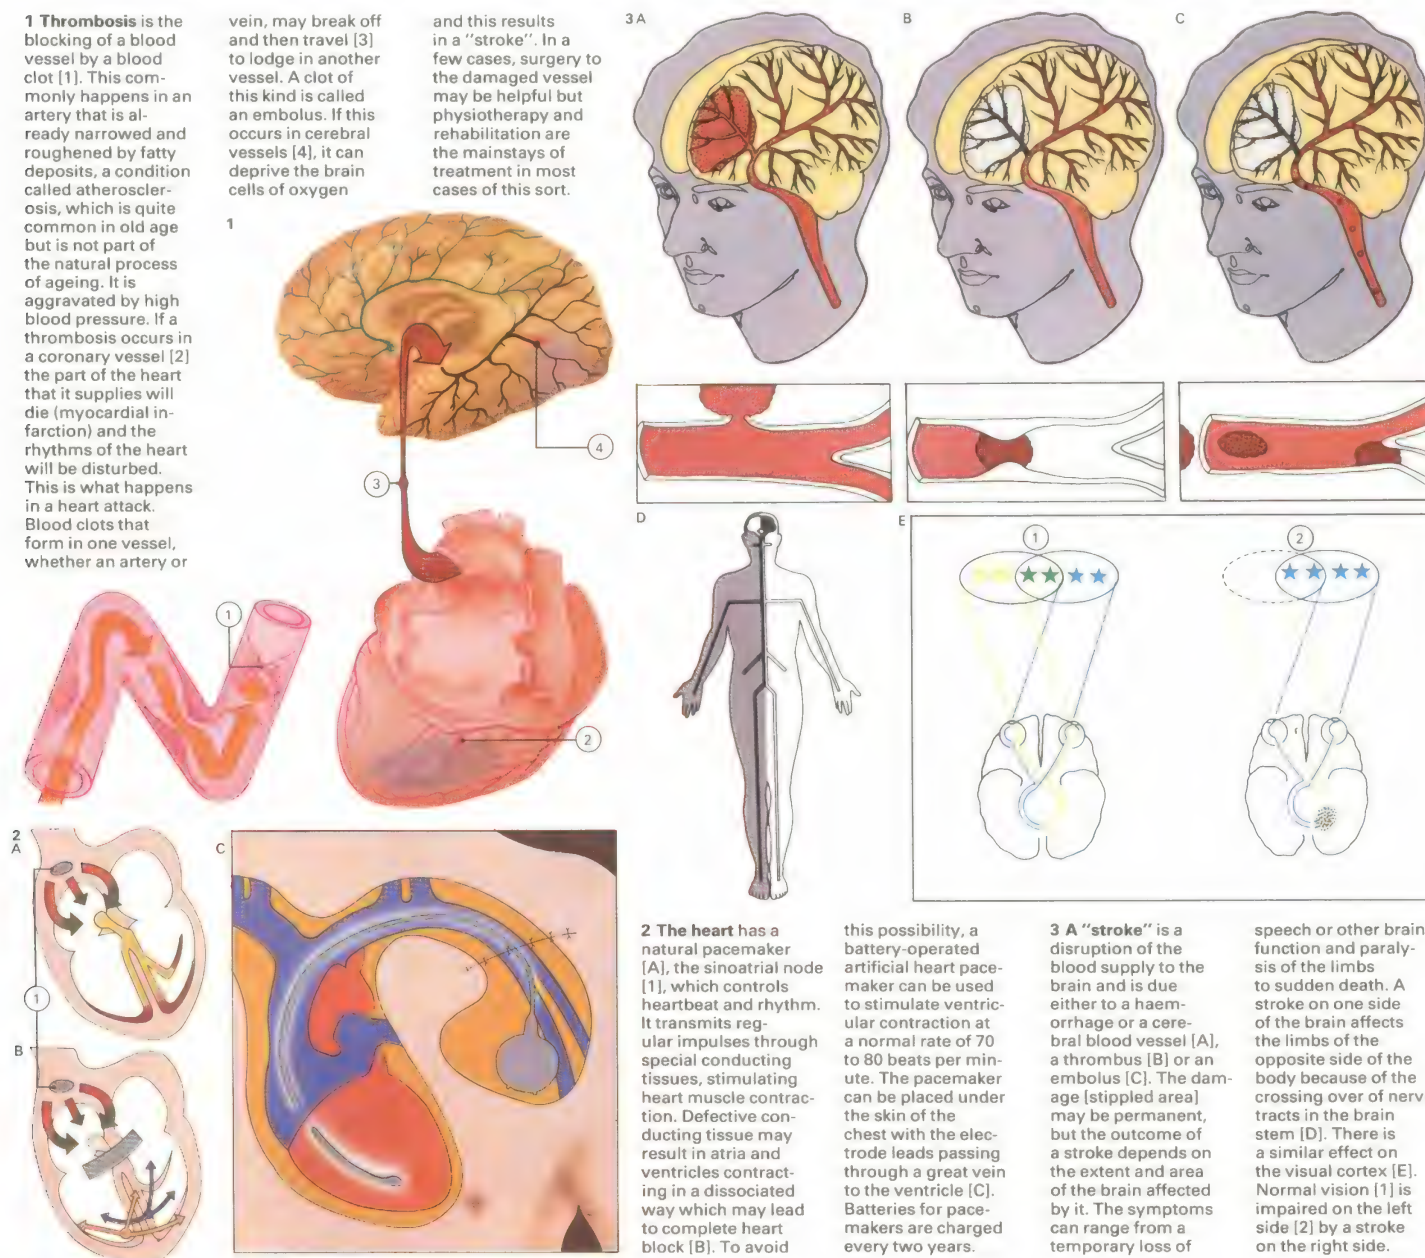 1 Thrombosis is the
blocking of a blood
vessel by a blood
clot [1]. This com-
monly happens in an
artery that is al-
ready narrowed and
roughened by fatty
deposits, a condition
called atheroscler-
osis, which is quite
common in old age
but is not part of
the natural process
of ageing. It is
aggravated by high
blood pressure. If a
thrombosis occurs in
a coronary vessel [2]
the part of the heart
that it supplies will
die (myocardial in-
farction) and the
rhythms of the heart
will be disturbed.
This is what happens
in a heart attack.
Blood clots that
form in one vessel,
whether an artery or
vein, may break off
and then travel [3]
to lodge in another
vessel. A clot of
this kind is called
an embolus. If this
occurs in cerebral
vessels [4], it can
deprive the brain
cells of oxygen
and this results
in a "stroke". In a
few cases, surgery to
the damaged vessel
may be helpful but
physiotherapy and
rehabilitation are
the mainstays of
treatment in most
cases of this sort.
1
4
3
1
2
3 A
B
C
D
E
1
2
2
A
1
B
C
2 The heart has a
natural pacemaker
[A], the sinoatrial node
[1], which controls
heartbeat and rhythm.
It transmits reg-
ular impulses through
special conducting
tissues, stimulating
heart muscle contrac-
tion. Defective con-
ducting tissue may
result in atria and
ventricles contract-
ing in a dissociated
way which may lead
to complete heart
block [B]. To avoid
this possibility, a
battery-operated
artificial heart pace-
maker can be used
to stimulate ventric-
ular contraction at
a normal rate of 70
to 80 beats per min-
ute. The pacemaker
can be placed under
the skin of the
chest with the elec-
trode leads passing
through a great vein
to the ventricle [C].
Batteries for pace-
makers are charged
every two years.
3 A "stroke" is a
disruption of the
blood supply to the
brain and is due
either to a haem-
orrhage or a cere-
bral blood vessel [A],
a thrombus [B] or an
embolus [C]. The dam-
age [stippled area]
may be permanent,
but the outcome of
a stroke depends on
the extent and area
of the brain affected
by it. The symptoms
can range from a
temporary loss of
speech or other brain
function and paraly-
sis of the limbs
to sudden death. A
stroke on one side
of the brain affects
the limbs of the
opposite side of the
body because of the
crossing over of nerv
tracts in the brain
stem [D]. There is
a similar effect on
the visual cortex [E].
Normal vision [1] is
impaired on the left
side [2] by a stroke
on the right side.